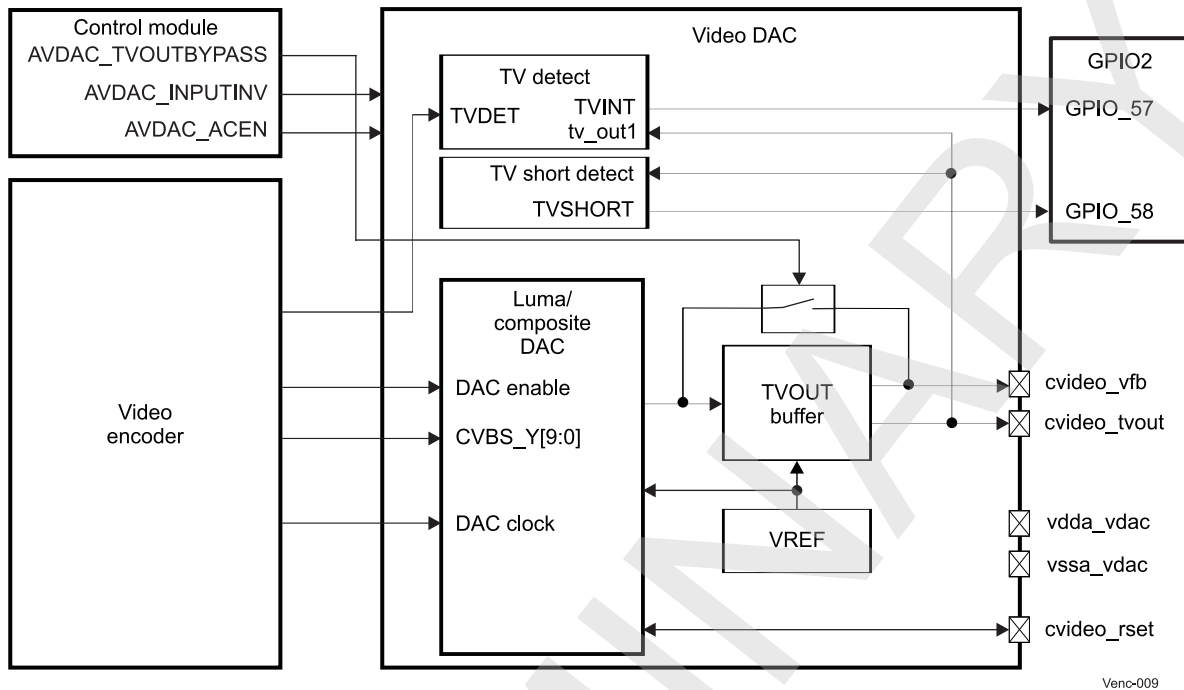 Control module
AVDAC_TVOUTBYPASS
AVDAC_INPUTINV
AVDAC_ACEN
Video encoder
Video DAC
TV detect
TVDET
TVINT
tv_out1
TV short detect
TVSHORT
Luma/
composite
DAC
DAC enable
CVBS_Y[9:0]
DAC clock
TVOUT
buffer
VREF
GPIO2
GPIO_57
GPIO_58
cvideo_vfb
cvideo_tvout
vdda_vdac
vssa_vdac
cvideo_rset
Venc-009
INARY